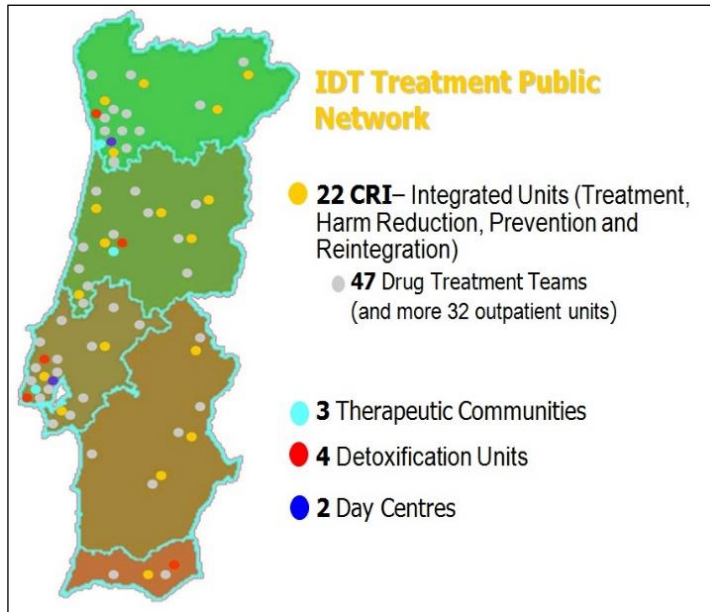 IDT Treatment Public
Network
22 CRI– Integrated Units (Treatment,
Harm Reduction, Prevention and
Reintegration)
47 Drug Treatment Teams
(and more 32 outpatient units)
3 Therapeutic Communities
4 Detoxification Units
2 Day Centres